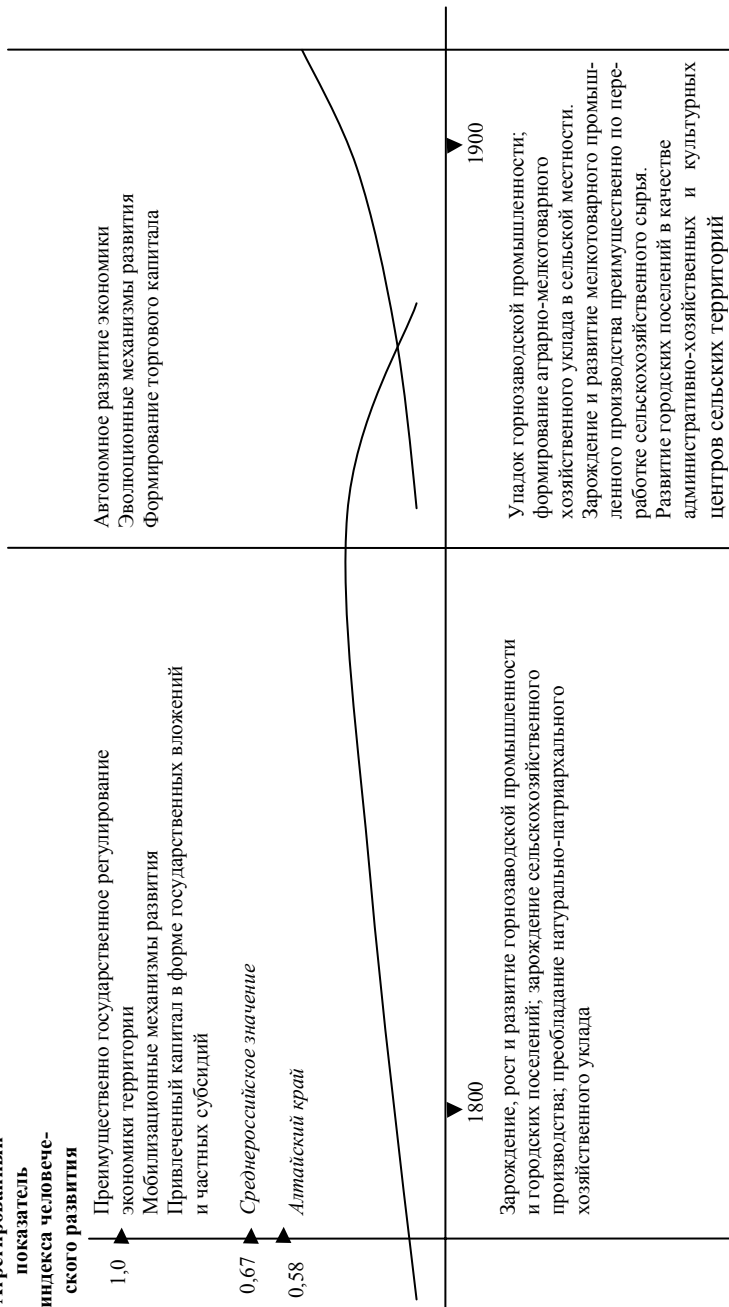 показатель
индекса человече-
ского развития
1,0
0,67
0,58
Преимущественно государственное регулирование
экономики территории
Мобилизационные механизмы развития
Привлеченный капитал в форме государственных вложений
и частных субсидий
Среднероссийское значение
Алтайский край
Автономное развитие экономики
Эволюционные механизмы развития
Формирование торгового капитала
1800
1900
Зарождение, рост и развитие горнозаводской промышленности
и городских поселений; зарождение сельскохозяйственного
производства; преобладание натурально-патриархального
хозяйственного уклада
Упадок горнозаводской промышленности;
формирование аграрно-мелкотоварного
хозяйственного уклада в сельской местности.
Зарождение и развитие мелкотоварного промыш-
ленного производства преимущественно по пере-
работке сельскохозяйственного сырья.
Развитие городских поселений в качестве
административно-хозяйственных и культурных
центров сельских территорий